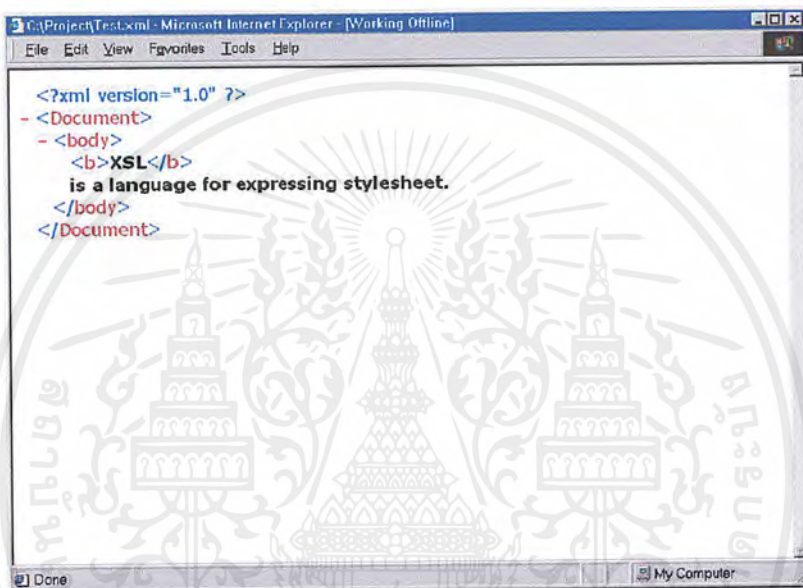 C:\Project\Test.xml - Microsoft Internet Explorer - [Working Offline]
File Edit View Favorites Tools Help
<?xml version="1.0" ?>
- <Document>
- <body>
<b>XSL</b>
is a language for expressing stylesheet.
</body>
</Document>
Done
My Computer